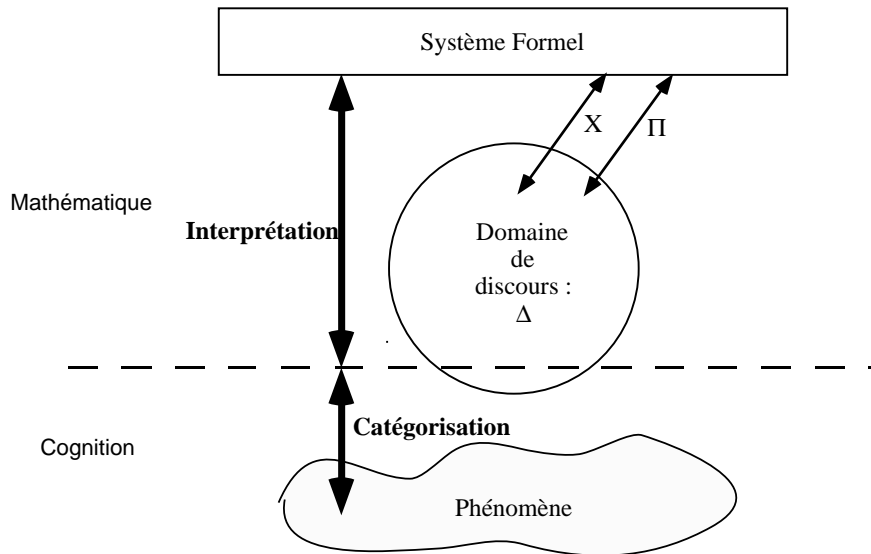 Système Formel
X
Π
Mathématique
Interprétation
Domaine
de
discours :
Δ
Catégorisation
Cognition
Phénomène